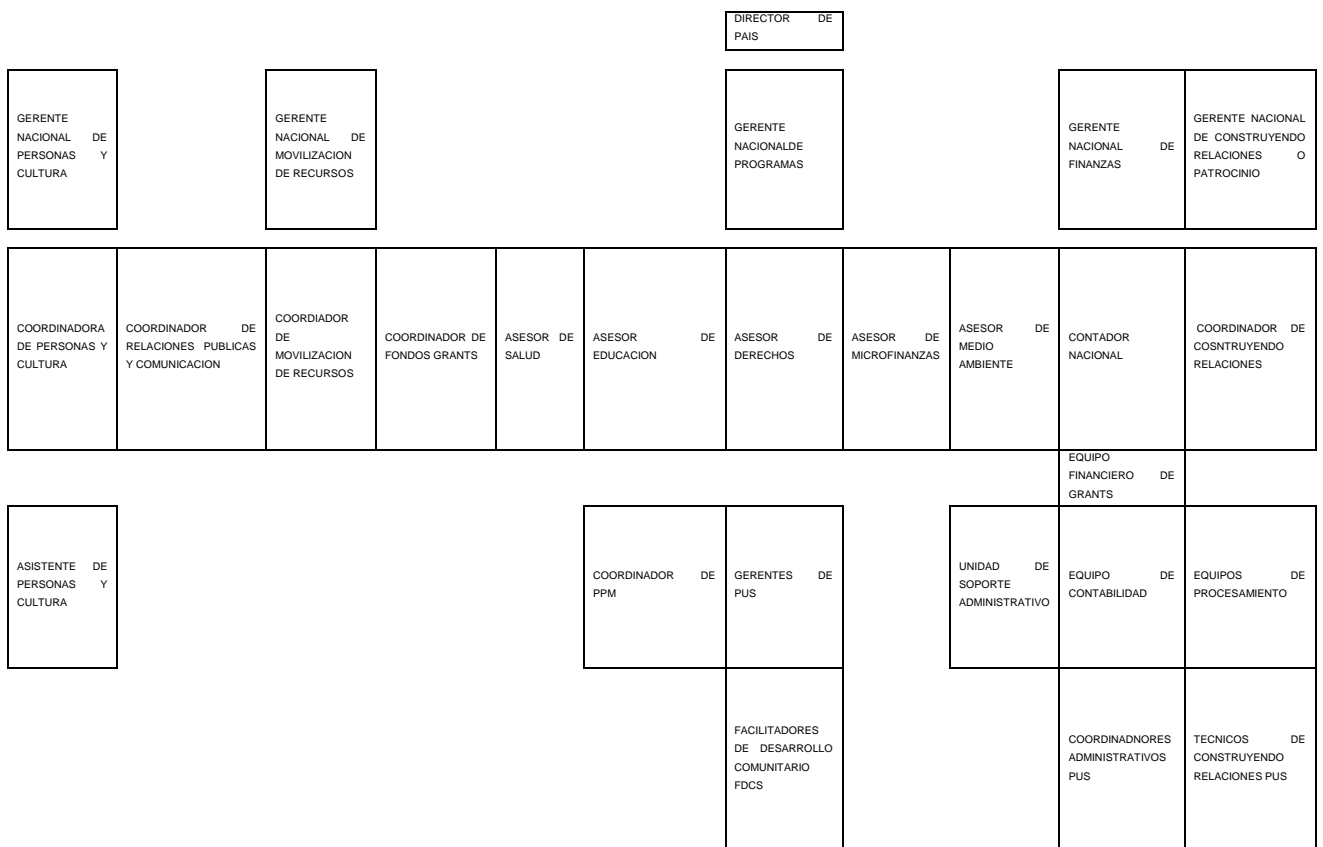 DIRECTOR DE
PAIS
GERENTE
NACIONAL DE
PERSONAS Y
CULTURA
GERENTE
NACIONAL DE
MOVILIZACION
DE RECURSOS
GERENTE
NACIONALDE
PROGRAMAS
GERENTE
NACIONAL DE
FINANZAS
GERENTE NACIONAL
DE CONSTRUYENDO
RELACIONES O
PATROCINIO
COORDINADORA
DE PERSONAS Y
CULTURA
COORDINADOR DE
RELACIONES PUBLICAS
Y COMUNICACION
COORDIADOR
DE
MOVILIZACION
DE RECURSOS
COORDINADOR DE
FONDOS GRANTS
ASESOR DE
SALUD
ASESOR DE
EDUCACION
ASESOR DE
DERECHOS
ASESOR DE
MICROFINANZAS
ASESOR DE
MEDIO
AMBIENTE
CONTADOR
NACIONAL
COORDINADOR DE
COSNTRUYENDO
RELACIONES
EQUIPO
FINANCIERO DE
GRANTS
ASISTENTE DE
PERSONAS Y
CULTURA
COORDINADOR DE
PPM
GERENTES DE
PUS
UNIDAD DE
SOPORTE
ADMINISTRATIVO
EQUIPO DE
CONTABILIDAD
EQUIPOS DE
PROCESAMIENTO
FACILITADORES
DE DESARROLLO
COMUNITARIO
FDCS
COORDINADNORES
ADMINISTRATIVOS
PUS
TECNICOS DE
CONSTRUYENDO
RELACIONES PUS